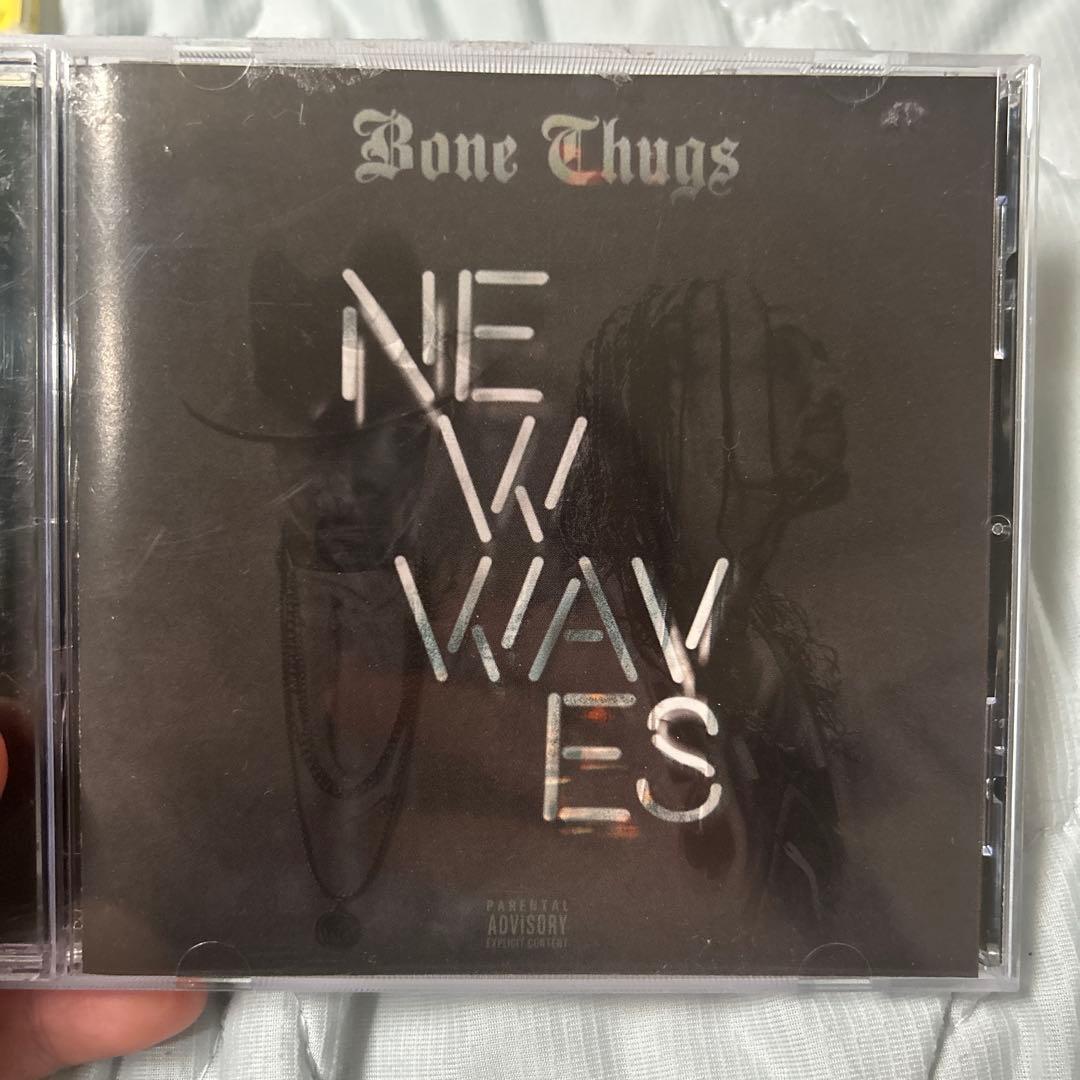 Bone Thugs
NE
W
WAV
ES
PARENTAL
ADVISORY
EXPLICIT CONTENT